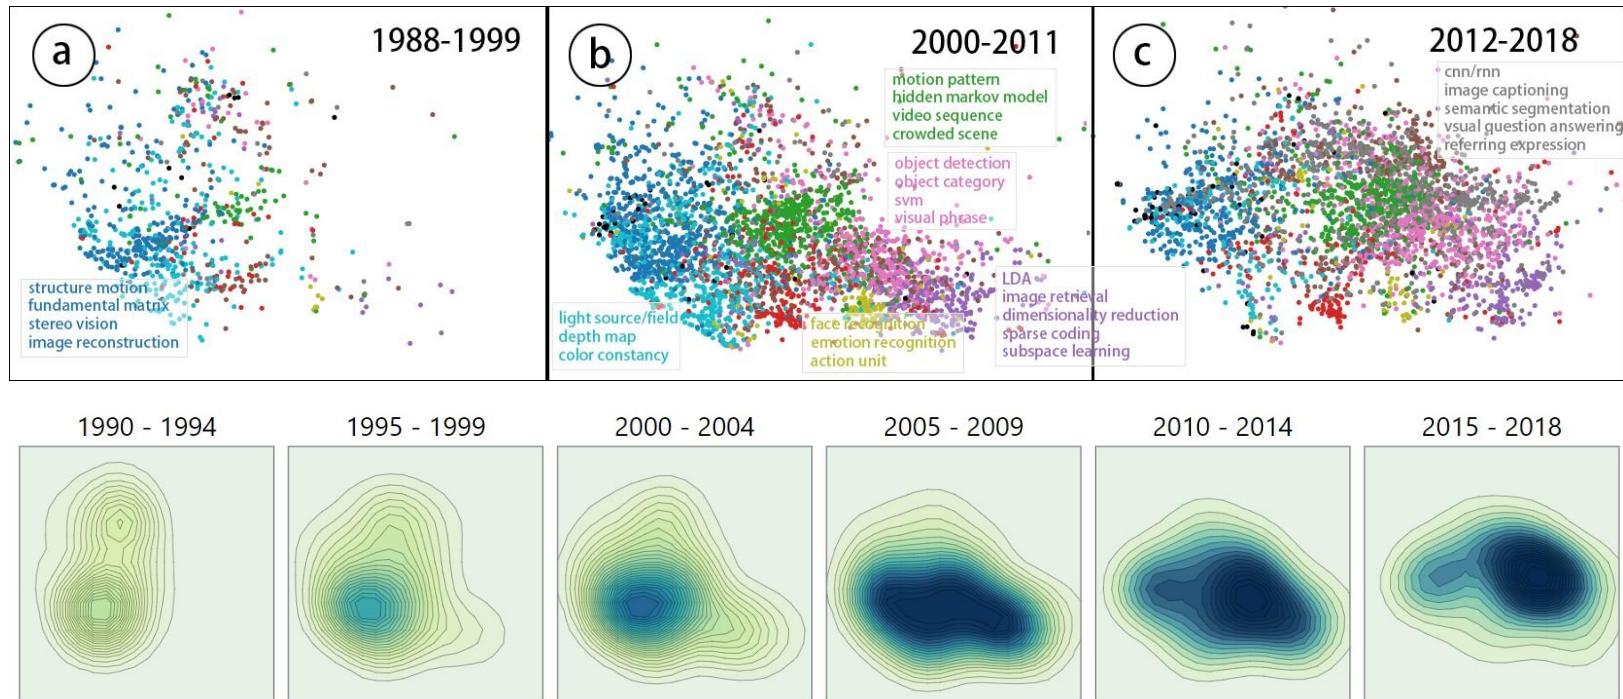 a
1988-1999
structure motion
fundamental matrix
stereo vision
image reconstruction
b
2000-2011
motion pattern
hidden markov model
video sequence
crowded scene
object detection
object category
svm
visual phrase
light source/field
depth map
color constancy
face recognition
emotion recognition
action unit
LDA
image retrieval
dimensionality reduction
sparse coding
subspace learning
c
2012-2018
cnn/rnn
image captioning
semantic segmentation
vsual question answering
referring expression
1990 - 1994
1995 - 1999
2000 - 2004
2005 - 2009
2010 - 2014
2015 - 2018